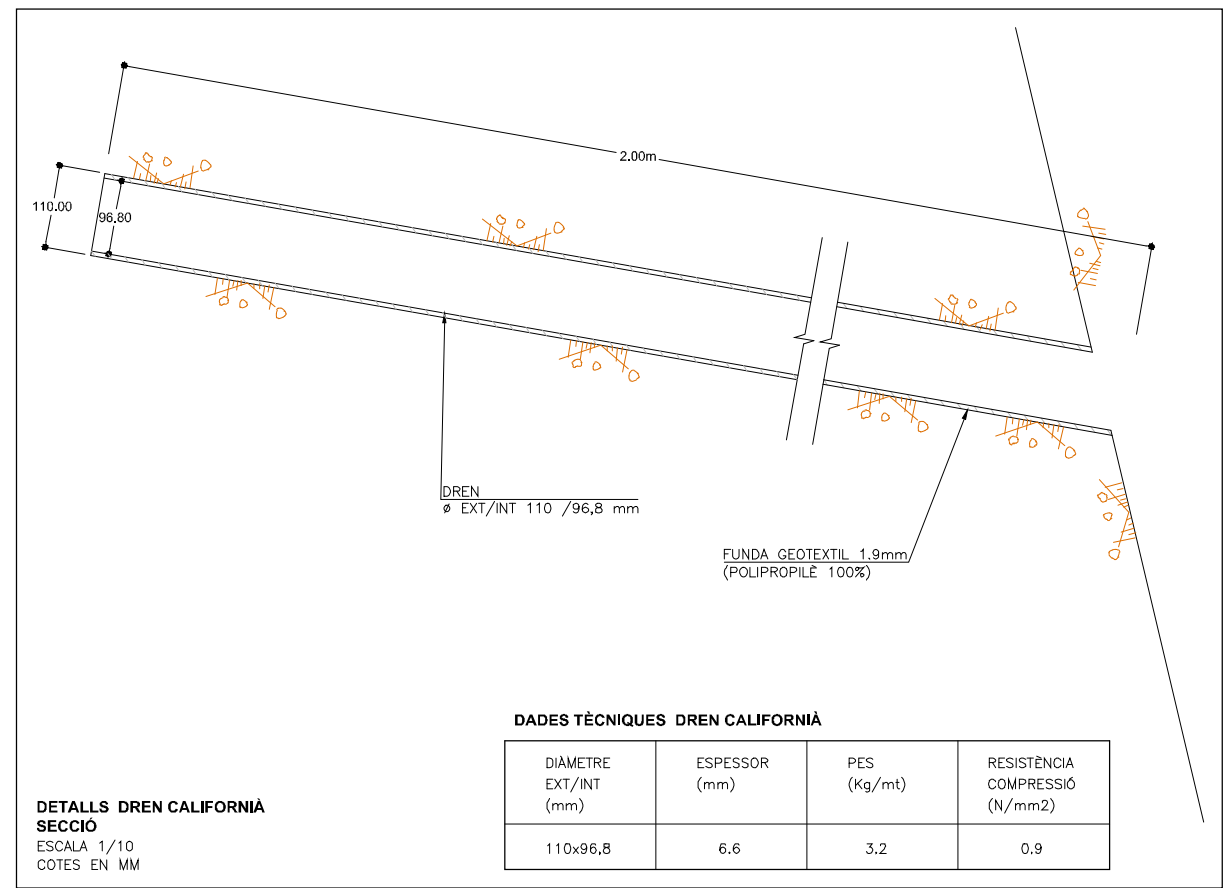 2.00m
110.00
96.80
DREN
ø EXT/INT 110 /96,8 mm
FUNDA GEOTEXTIL 1.9mm
(POLIPROPILÈ 100%)
DADES TÈCNIQUES DREN CALIFORNIÀ
DIÀMETRE
EXT/INT
(mm)
ESPESSOR
(mm)
PES
(Kg/mt)
RESISTÈNCIA
COMPRESSIÓ
(N/mm2)
110x96,8
6.6
3.2
0.9
DETALLS DREN CALIFORNIÀ
SECCIÓ
ESCALA 1/10
COTES EN MM